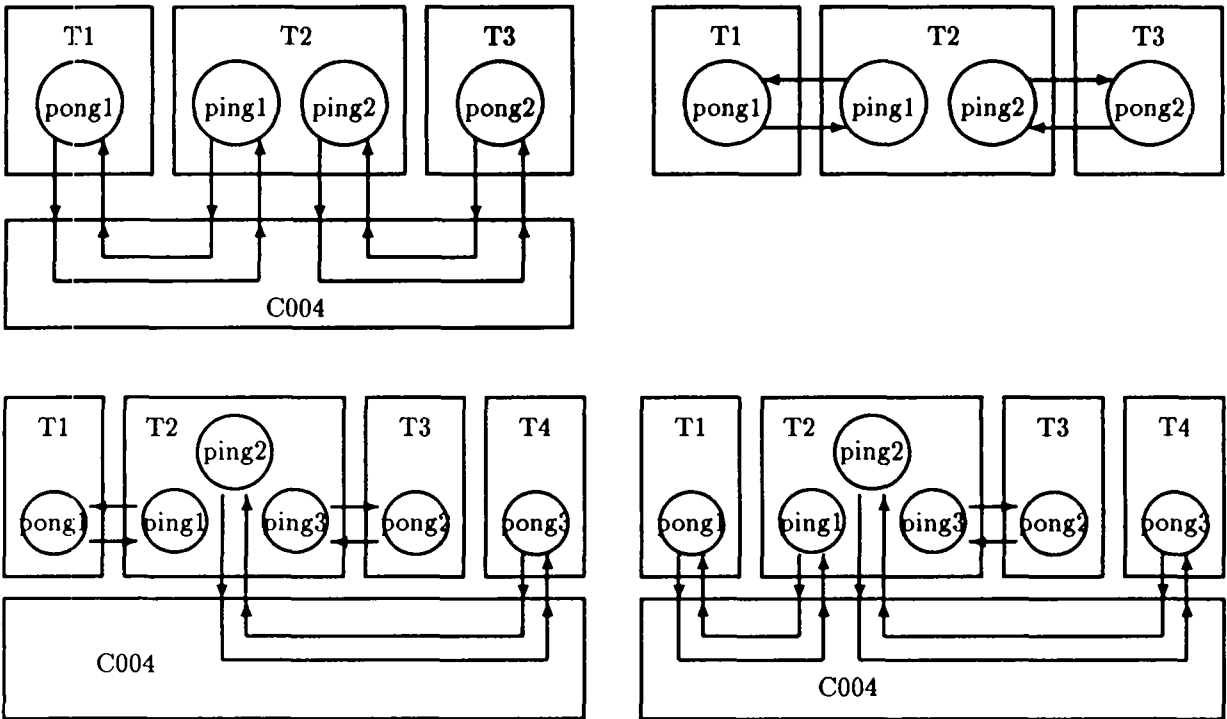 T1 T2 T3
pong1 ping1 ping2 pong2
C004
T1 T2 T3
pong1 ping1 ping2 pong2
T1 T2 T3 T4
ping2
pong1 ping1 ping3 pong2 pong3
C004
T1 T2 T3 T4
ping2
pong1 ping1 ping3 pong2 pong3
C004